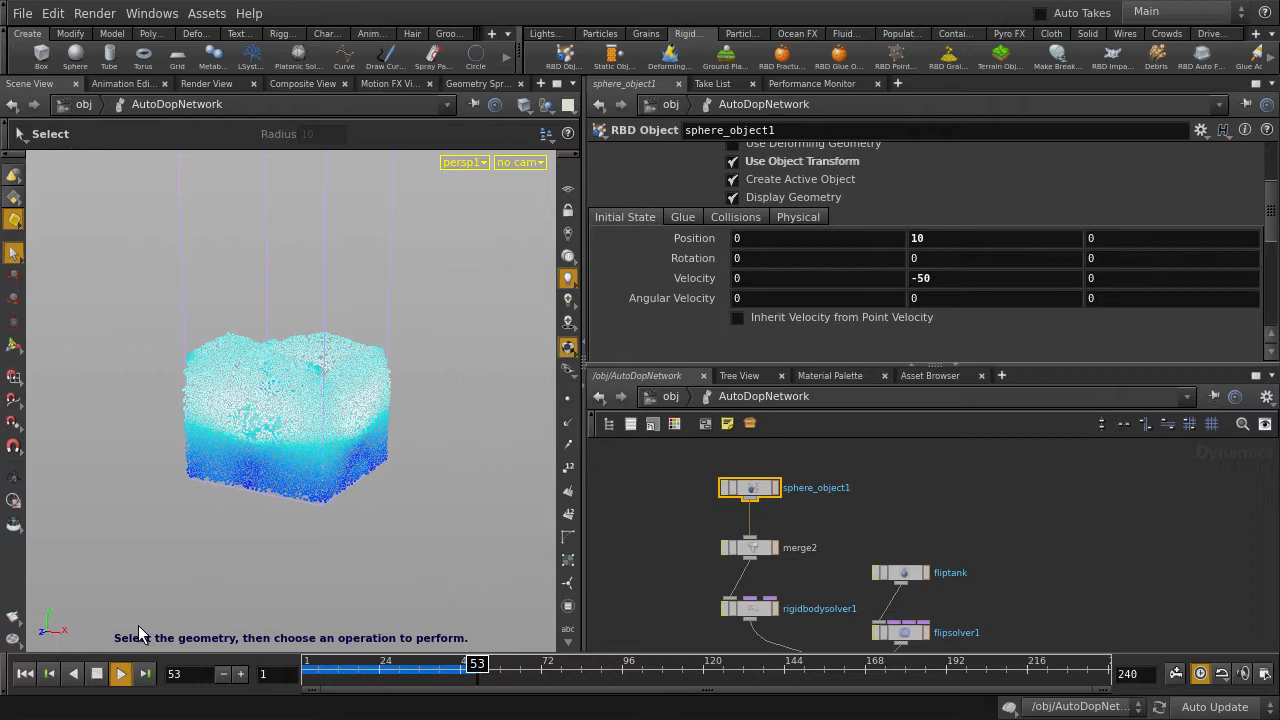 File Edit Render Windows Assets Help Auto Takes Main
Create Modify Model Poly... Defo... Text... Rigg... Char... Anim... Hair Groo... Lights... Particles Grains Rigid... Particl... Ocean FX Fluid... Populat... Contai... Pyro FX Cloth Solid Wires Crowds Drive...
Box Sphere Tube Torus Grid Metab... LSyst... Platonic Sol... Curve Draw Cur... Spray Pa... Circle RBD Obj... Static Obj... Deforming... Ground Pla... RBD Fractu... RBD Glue O... RBD Point... RBD Grai... Terrain Obj... Make Break... RBD Impa... Debris RBD Auto F... Glue Ac
Scene View Animation Edi... Render View Composite View Motion FX Vi... Geometry Spr... sphere_object1 Take List Performance Monitor
obj AutoDopNetwork obj AutoDopNetwork
Select Radius 10 RBD Object sphere_object1
Use Deforming Geometry
persp1 no cam Use Object Transform
Create Active Object
Display Geometry
Initial State Glue Collisions Physical
Position 0 10 0
Rotation 0 0 0
Velocity 0 -50 0
Angular Velocity 0 0 0
Inherit Velocity from Point Velocity
/obj/AutoDopNetwork Tree View Material Palette Asset Browser
obj AutoDopNetwork
Dynamics
sphere_object1
merge2
fliptank
rigidbodysolver1
flipsolver1
12
12
abc
z x
Select the geometry, then choose an operation to perform.
53 1 1 24 53 72 96 120 144 168 192 216 240
/obj/AutoDopNet... Auto Update